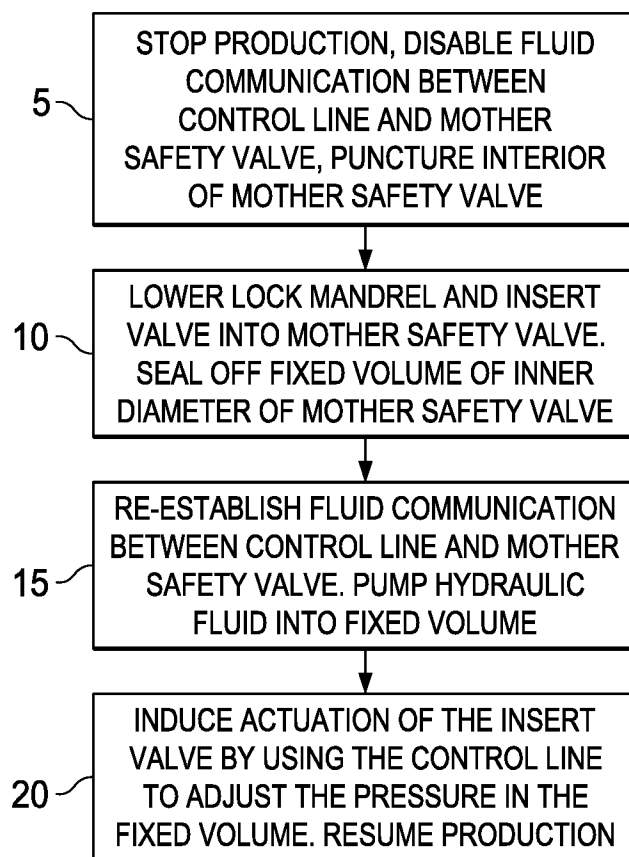 5
STOP PRODUCTION, DISABLE FLUID
COMMUNICATION BETWEEN
CONTROL LINE AND MOTHER
SAFETY VALVE, PUNCTURE INTERIOR
OF MOTHER SAFETY VALVE
10
LOWER LOCK MANDREL AND INSERT
VALVE INTO MOTHER SAFETY VALVE.
SEAL OFF FIXED VOLUME OF INNER
DIAMETER OF MOTHER SAFETY VALVE
15
RE-ESTABLISH FLUID COMMUNICATION
BETWEEN CONTROL LINE AND MOTHER
SAFETY VALVE. PUMP HYDRAULIC
FLUID INTO FIXED VOLUME
20
INDUCE ACTUATION OF THE INSERT
VALVE BY USING THE CONTROL LINE
TO ADJUST THE PRESSURE IN THE
FIXED VOLUME. RESUME PRODUCTION